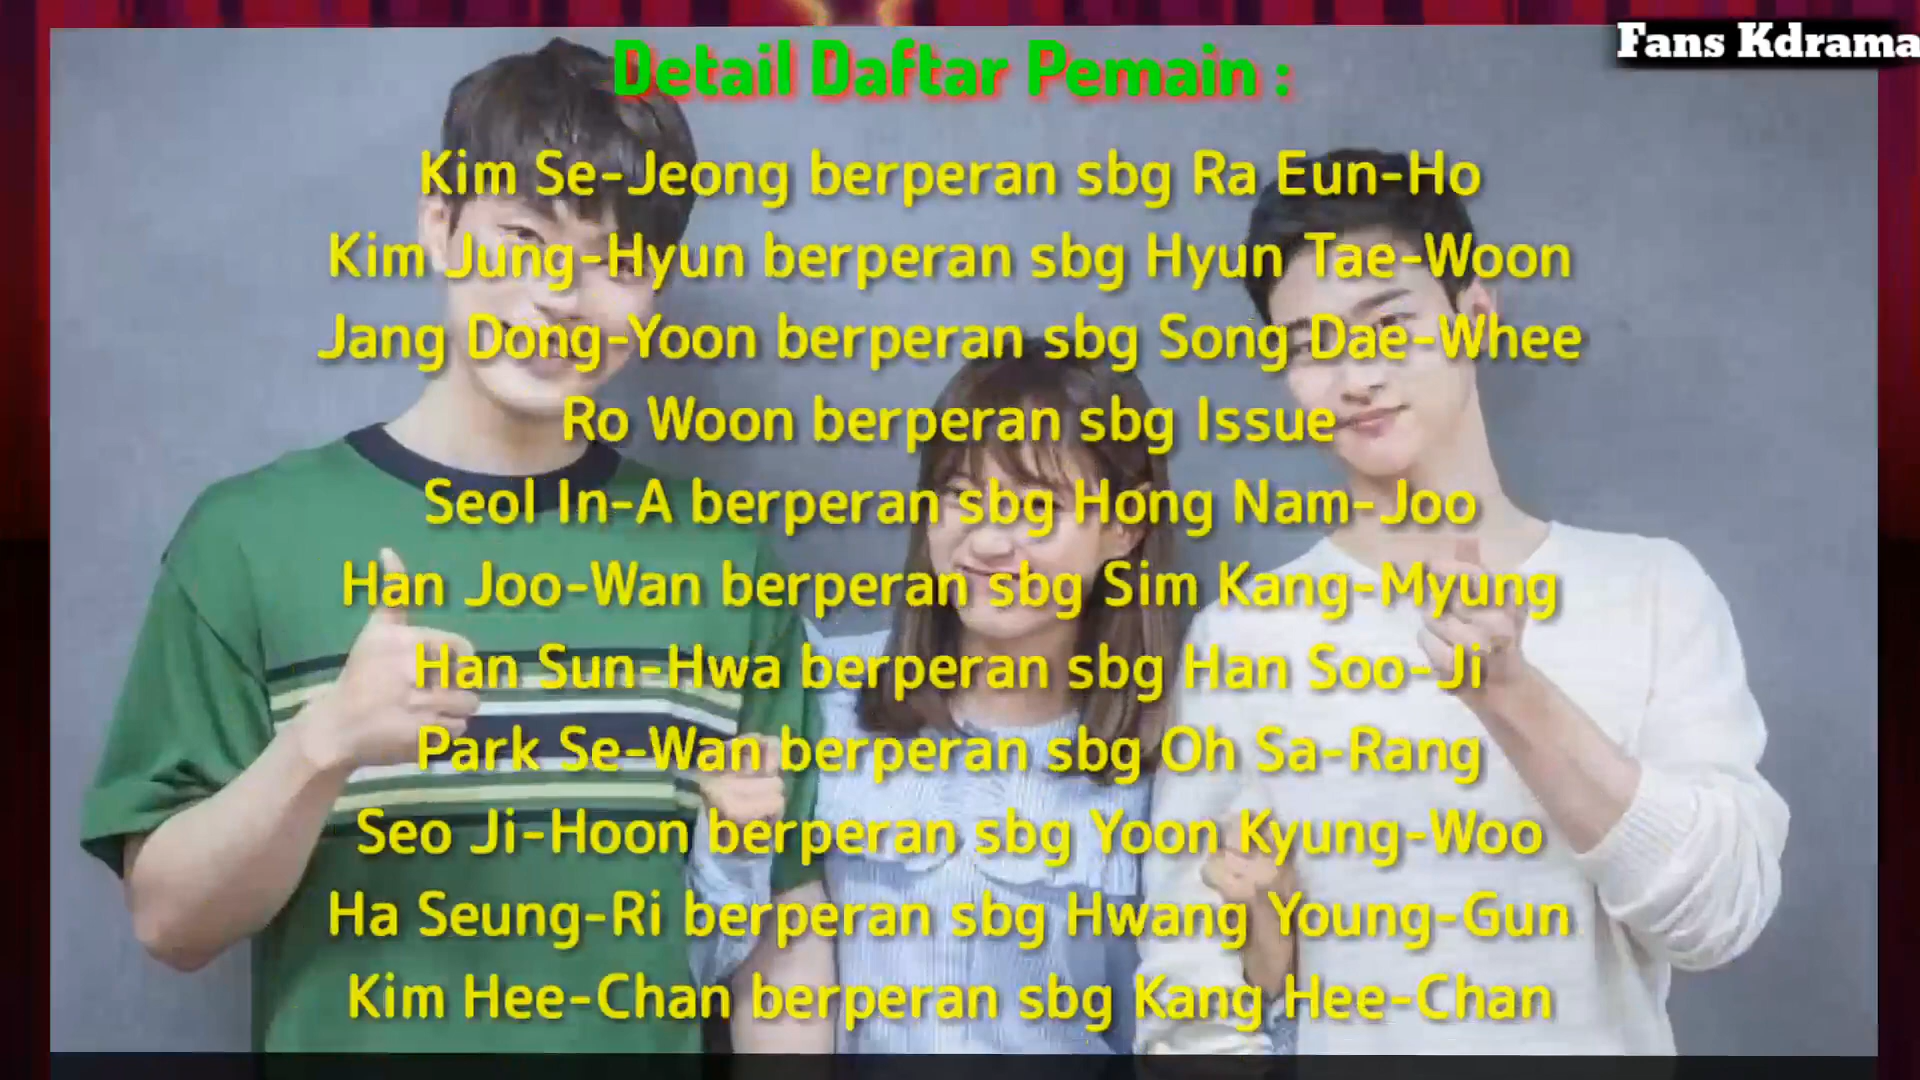 Fans Kdrama
Detail Daftar Pemain :
Kim Se-Jeong berperan sbg Ra Eun-Ho
Kim Jung-Hyun berperan sbg Hyun Tae-Woon
Jang Dong-Yoon berperan sbg Song Dae-Whee
Ro Woon berperan sbg Issue
Seol In-A berperan sbg Hong Nam-Joo
Han Joo-Wan berperan sbg Sim Kang-Myung
Han Sun-Hwa berperan sbg Han Soo-Ji
Park Se-Wan berperan sbg Oh Sa-Rang
Seo Ji-Hoon berperan sbg Yoon Kyung-Woo
Ha Seung-Ri berperan sbg Hwang Young-Gun
Kim Hee-Chan berperan sbg Kang Hee-Chan